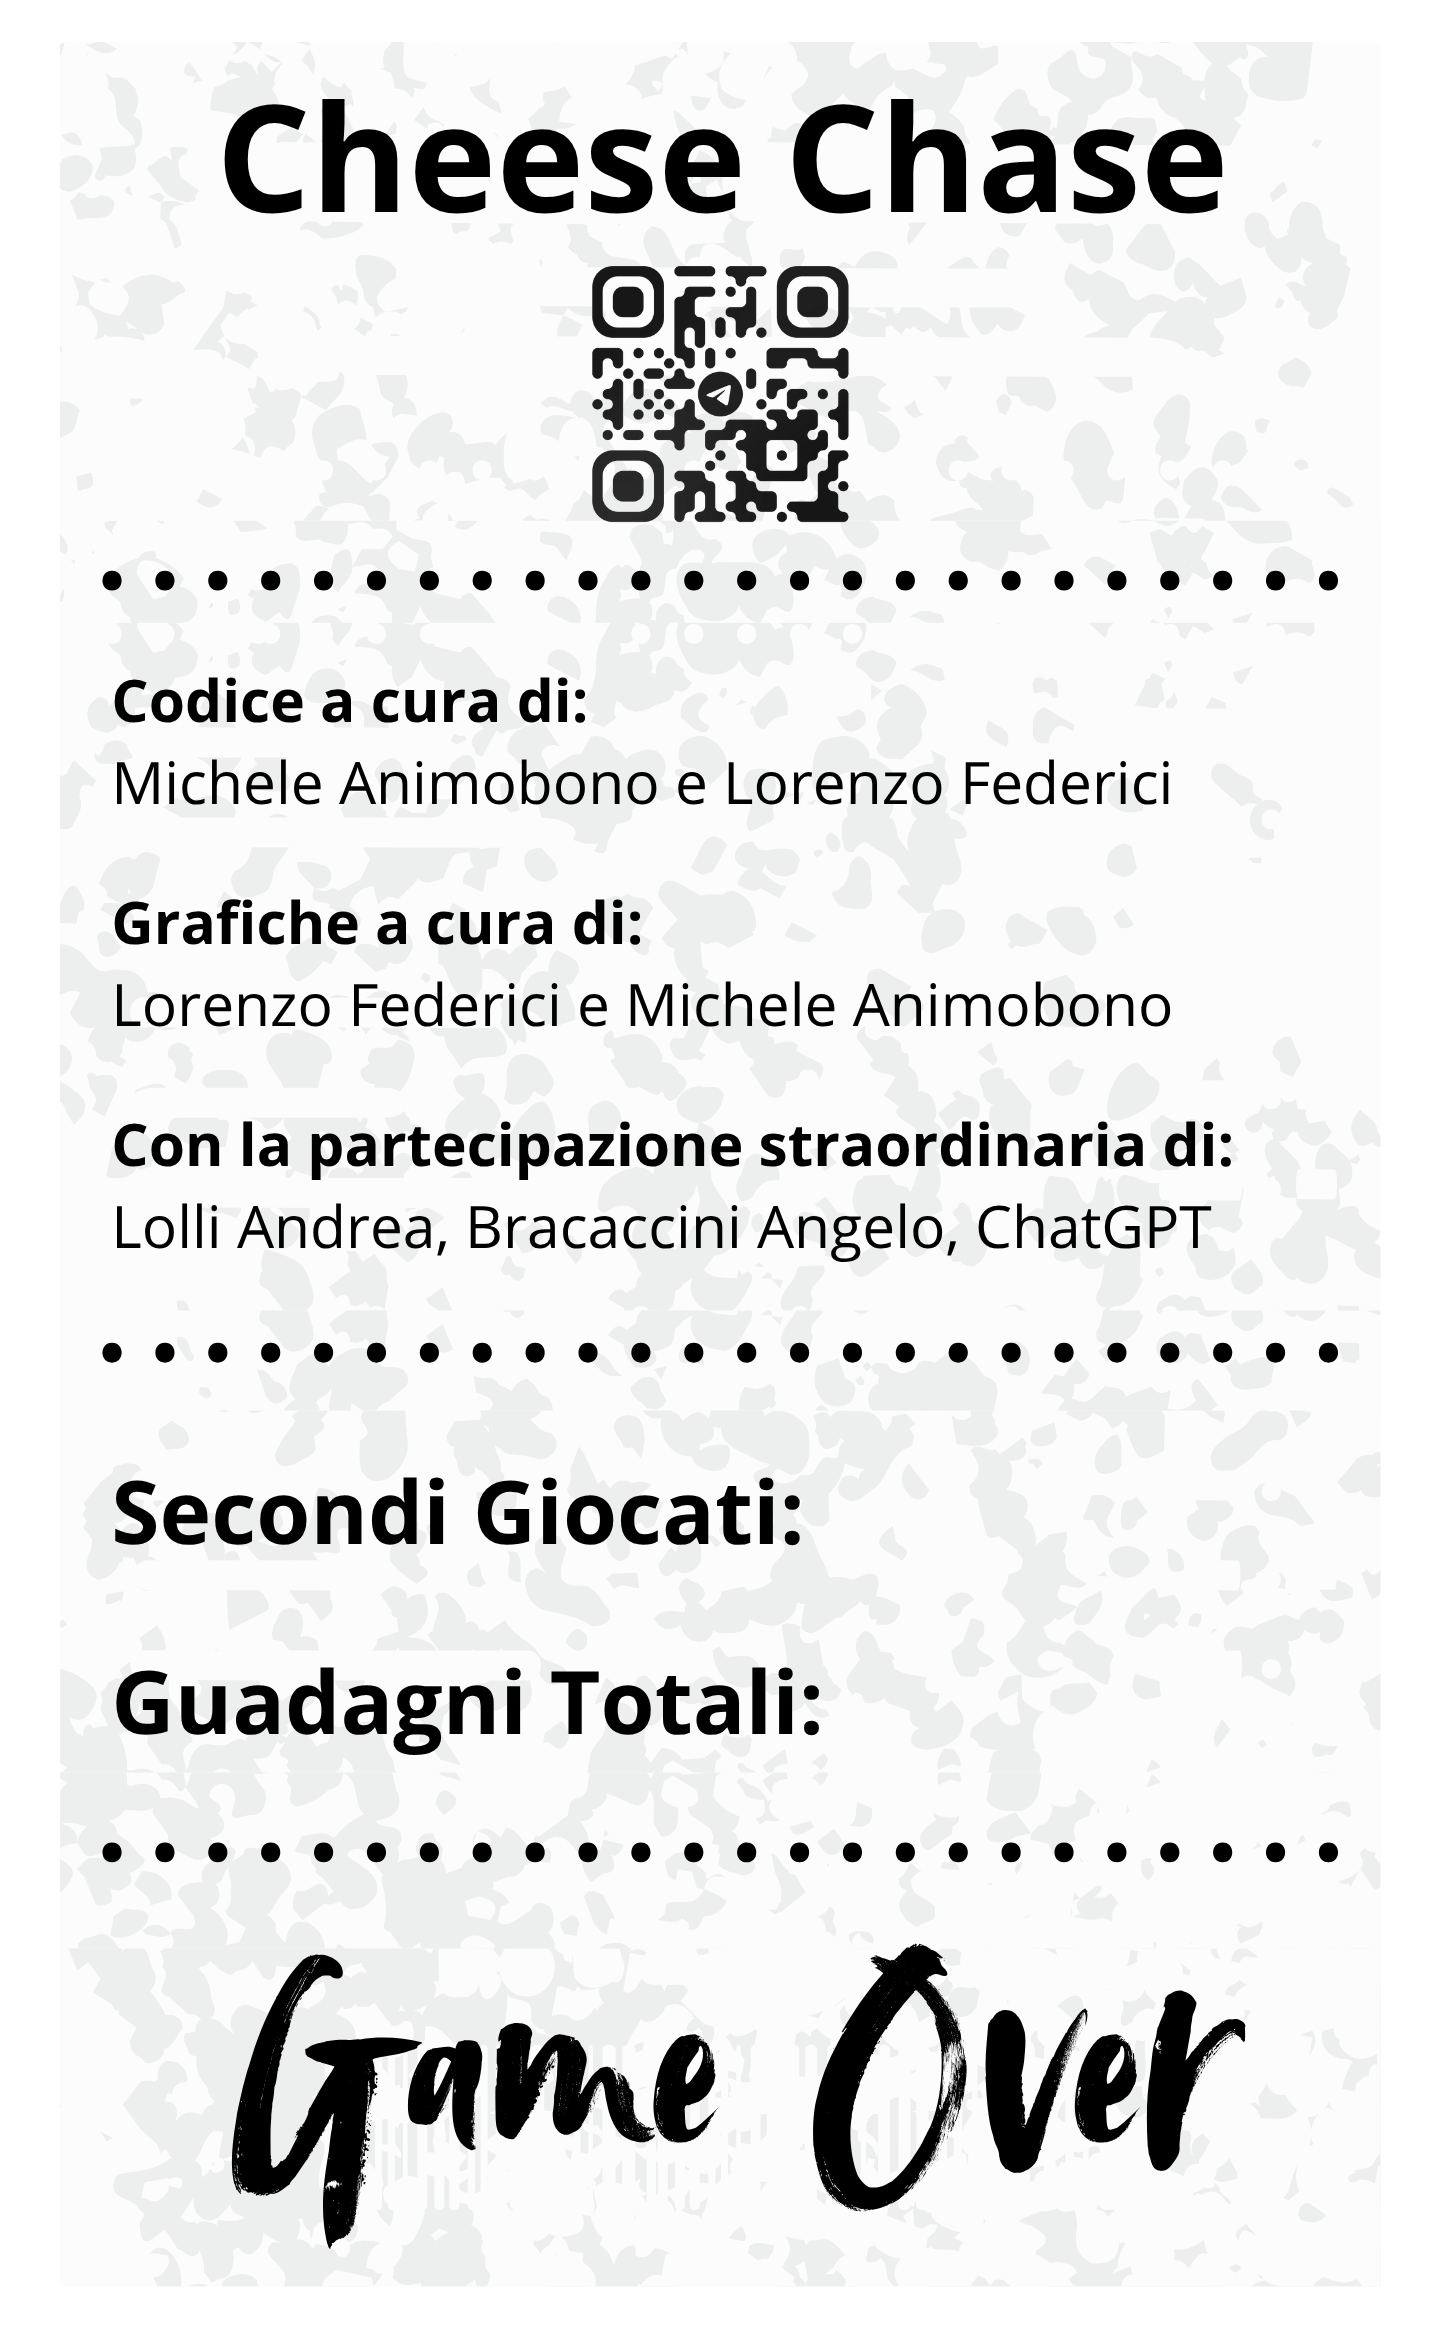 Cheese Chase
Codice a cura di:
Michele Animobono e Lorenzo Federici
Grafiche a cura di:
Lorenzo Federici e Michele Animobono
Con la partecipazione straordinaria di:
Lolli Andrea, Bracaccini Angelo, ChatGPT
Secondi Giocati:
Guadagni Totali:
Game Over